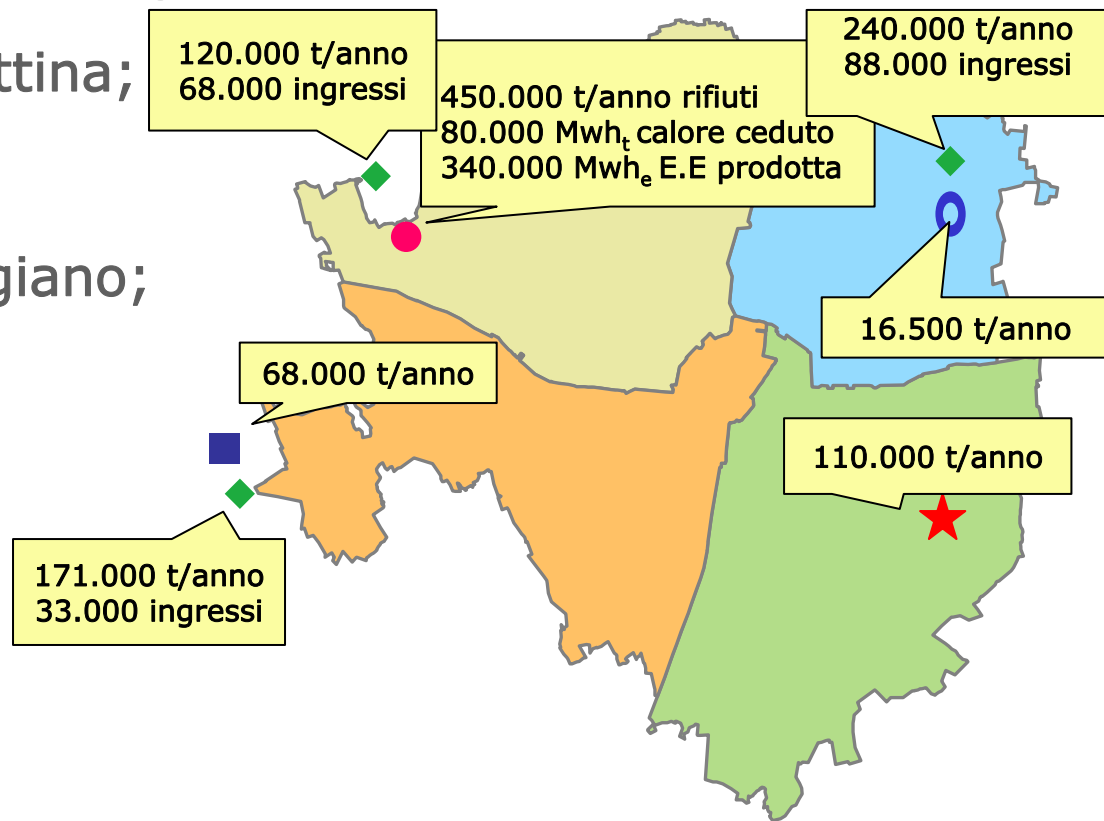 ttina;
120.000 t/anno
68.000 ingressi
450.000 t/anno rifiuti
80.000 Mwht calore ceduto
340.000 Mwhe E.E prodotta
240.000 t/anno
88.000 ingressi
giano;
16.500 t/anno
68.000 t/anno
110.000 t/anno
171.000 t/anno
33.000 ingressi